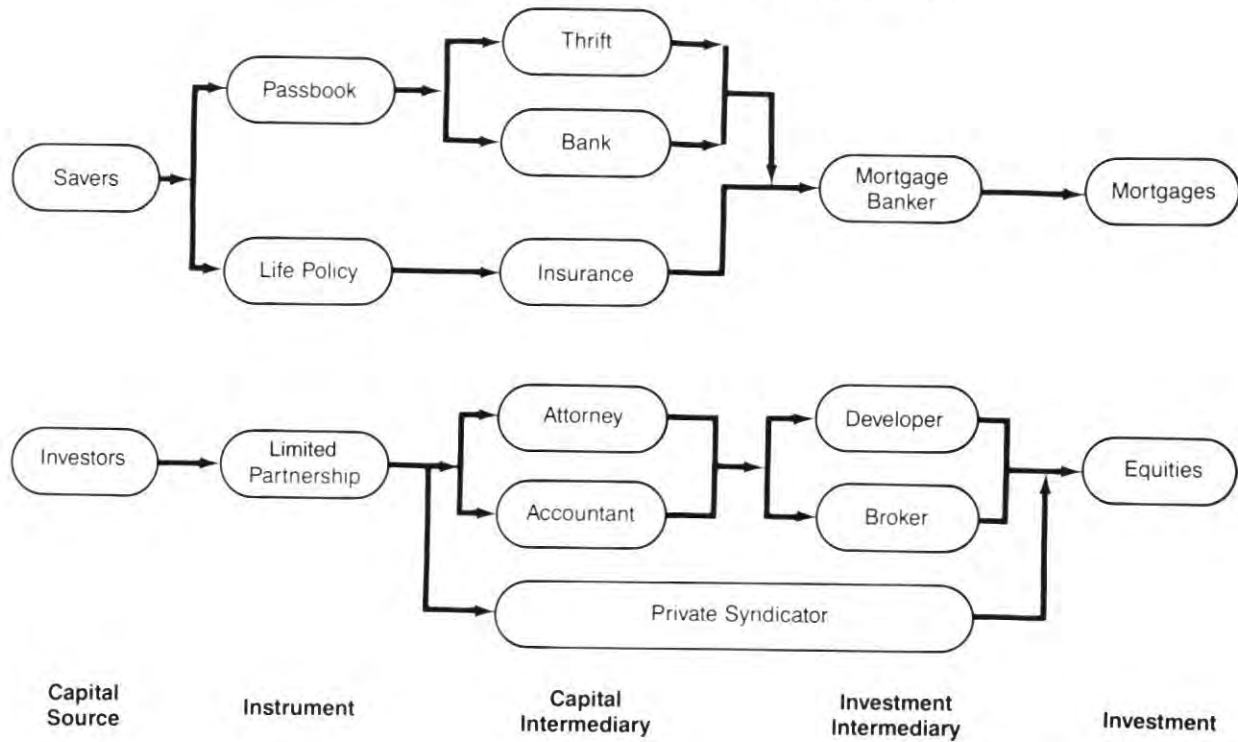 Thrift
Passbook
Bank
Savers
Mortgage
Banker
Mortgages
Life Policy
Insurance
Attorney
Developer
Investors
Limited
Partnership
Equities
Accountant
Broker
Private Syndicator
Capital
Source
Instrument
Capital
Intermediary
Investment
Intermediary
Investment